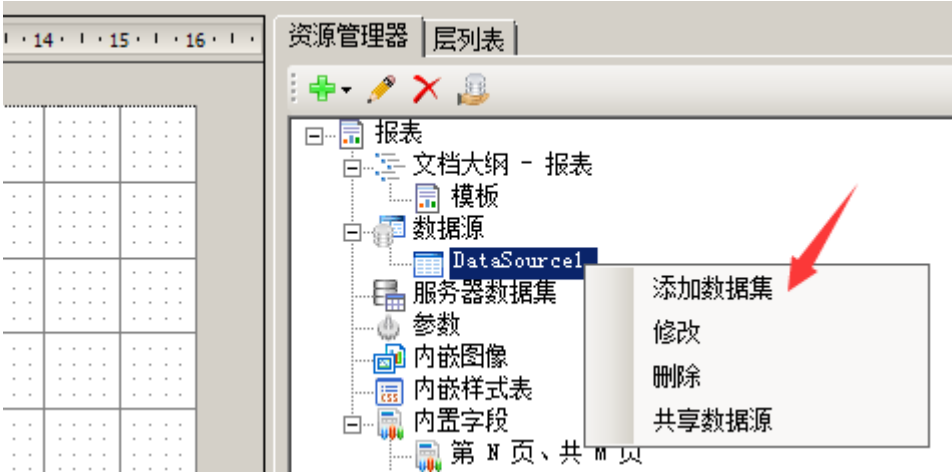 14 15 16
资源管理器 层列表
报表
文档大纲 - 报表
模板
数据源
DataSource1
添加数据集
服务器数据集
修改
参数
内嵌图像
删除
内嵌样式表
共享数据源
内置字段
第 N 页、共 M 页